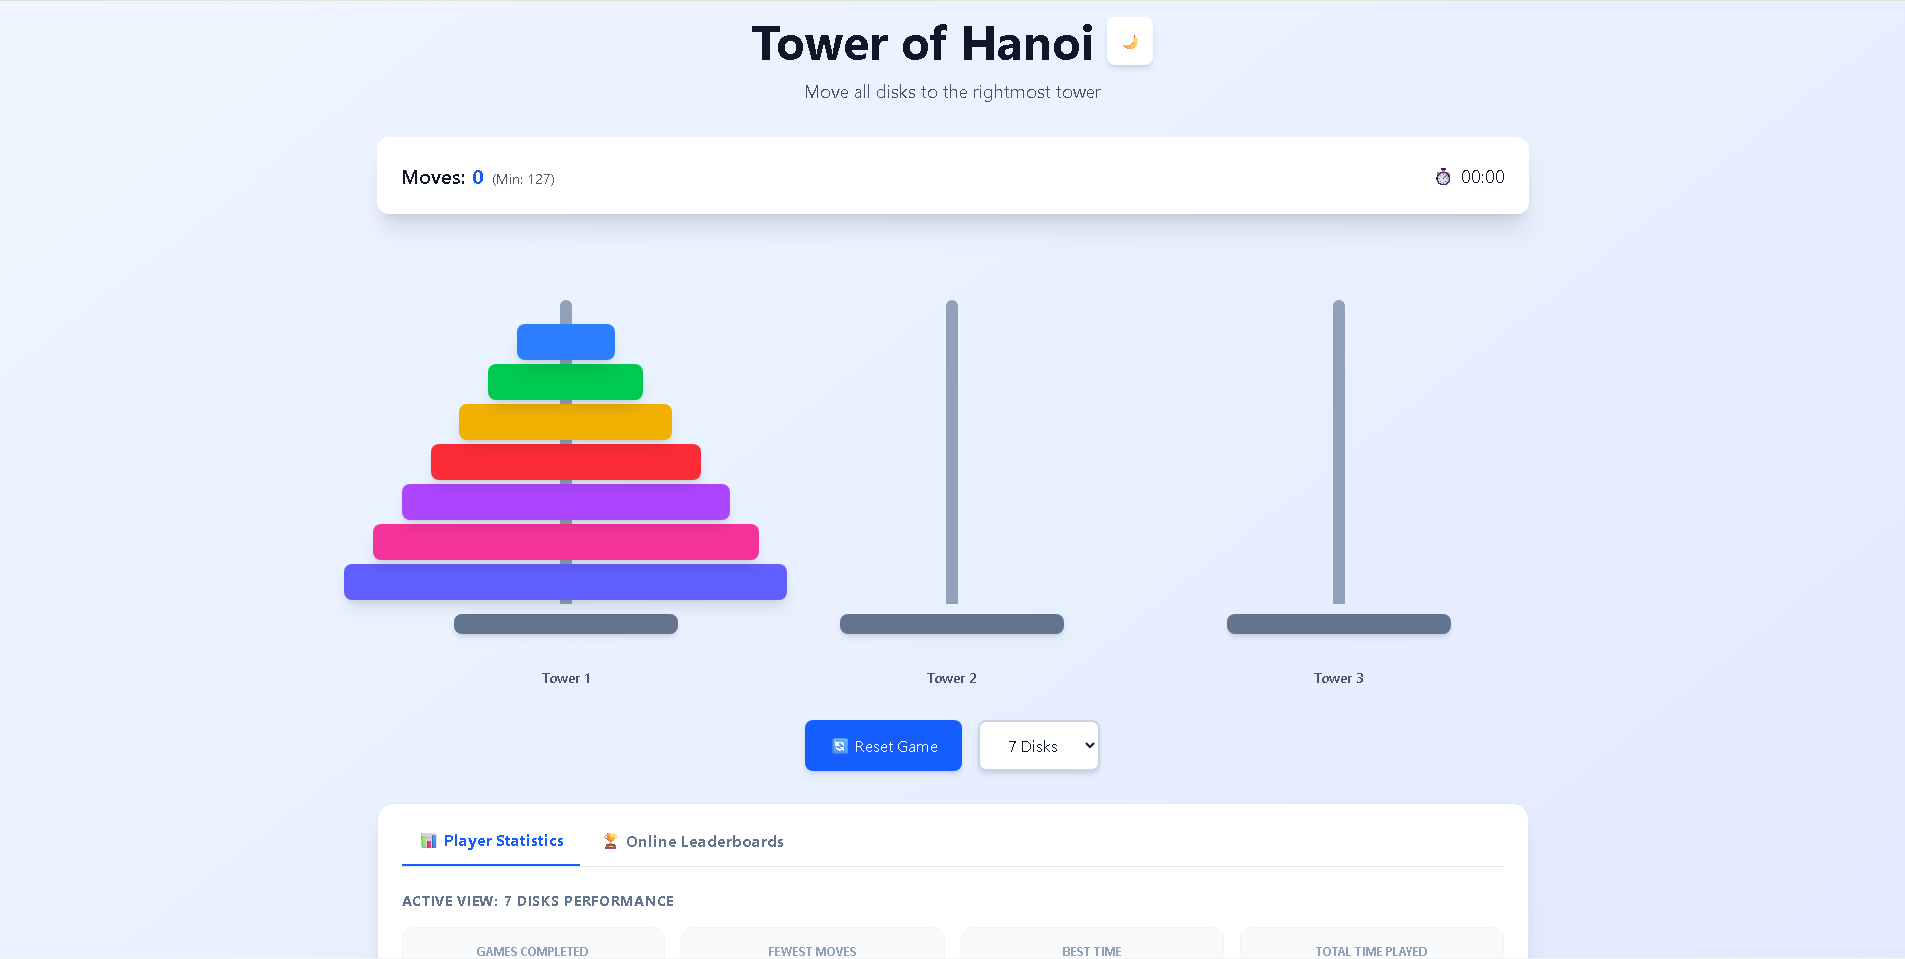 Tower of Hanoi
Move all disks to the rightmost tower
Moves: 0 (Min: 127)
00:00
Tower 1
Tower 2
Tower 3
Reset Game
7 Disks
Player Statistics
Online Leaderboards
ACTIVE VIEW: 7 DISKS PERFORMANCE
GAMES COMPLETED
FEWEST MOVES
BEST TIME
TOTAL TIME PLAYED